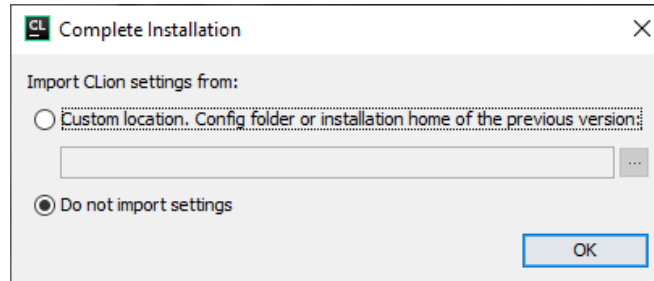 CL Complete Installation
Import CLion settings from:
Custom location. Config folder or installation home of the previous version:
...
Do not import settings
OK